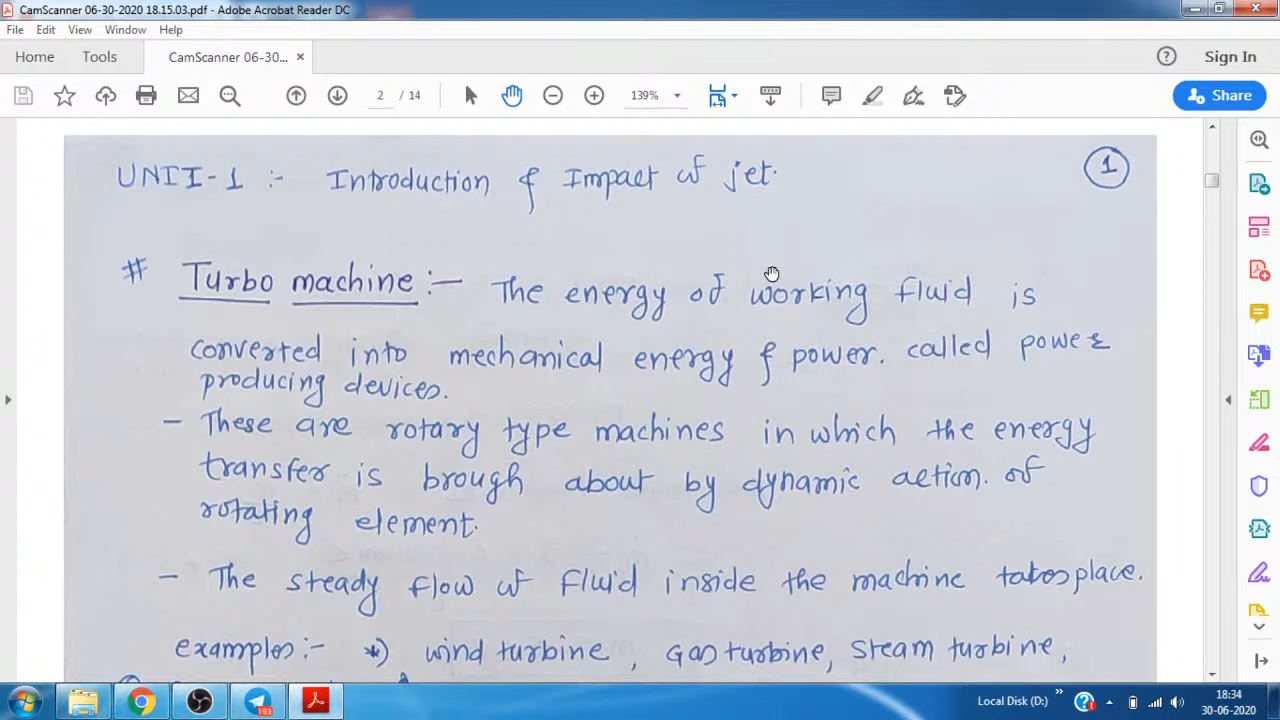 CamScanner 06-30-2020 18.15.03.pdf - Adobe Acrobat Reader DC
File Edit View Window Help
Home Tools CamScanner 06-30... × Sign In
2 / 14 139% Share
UNIT-1 :- Introduction & Impact of jet.
1
# Turbo machine :- The energy of working fluid is
converted into mechanical energy & power. called power
producing devices.
- These are rotary type machines in which the energy
transfer is brough about by dynamic action. of
rotating element.
- The steady flow of fluid inside the machine takes place.
examples :- *) wind turbine, Gas turbine, steam turbine,
193 Local Disk (D:) » 18:34
30-06-2020